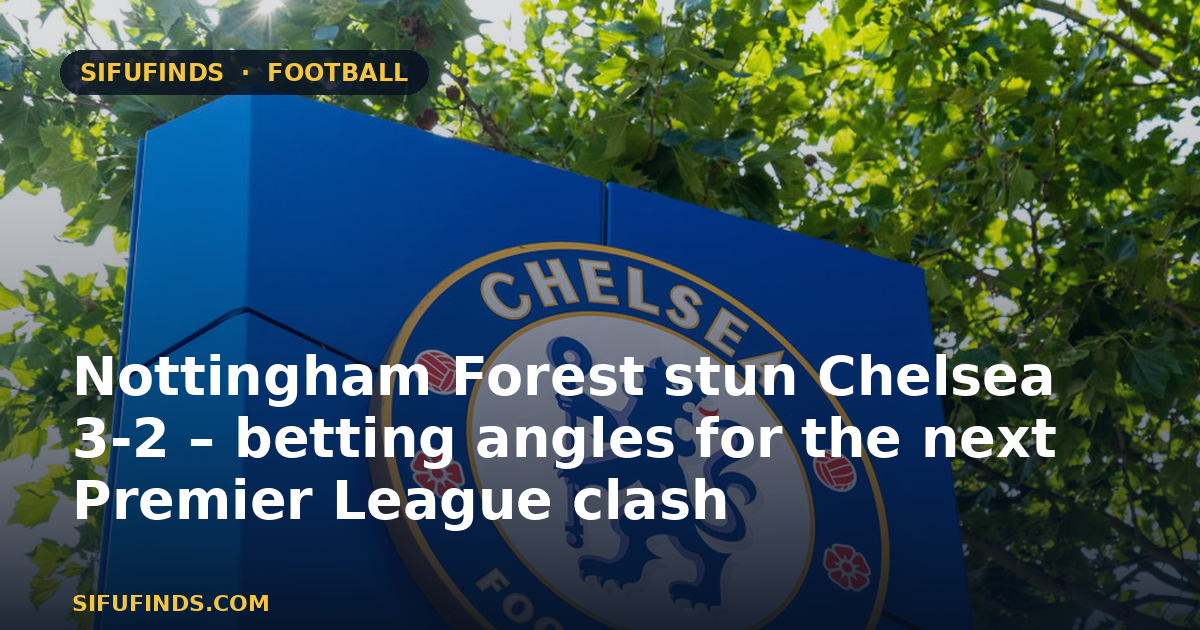 SIFUFINDS · FOOTBALL
CHELSEA
Nottingham Forest stun Chelsea
3-2 – betting angles for the next
Premier League clash
FOO
SIFUFINDS.COM